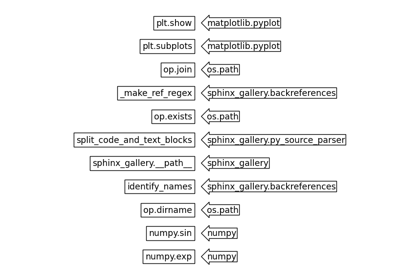 plt.show matplotlib.pyplot
plt.subplots matplotlib.pyplot
op.join os.path
_make_ref_regex sphinx_gallery.backreferences
op.exists os.path
split_code_and_text_blocks sphinx_gallery.py_source_parser
sphinx_gallery.__path__ sphinx_gallery
identify_names sphinx_gallery.backreferences
op.dirname os.path
numpy.sin numpy
numpy.exp numpy